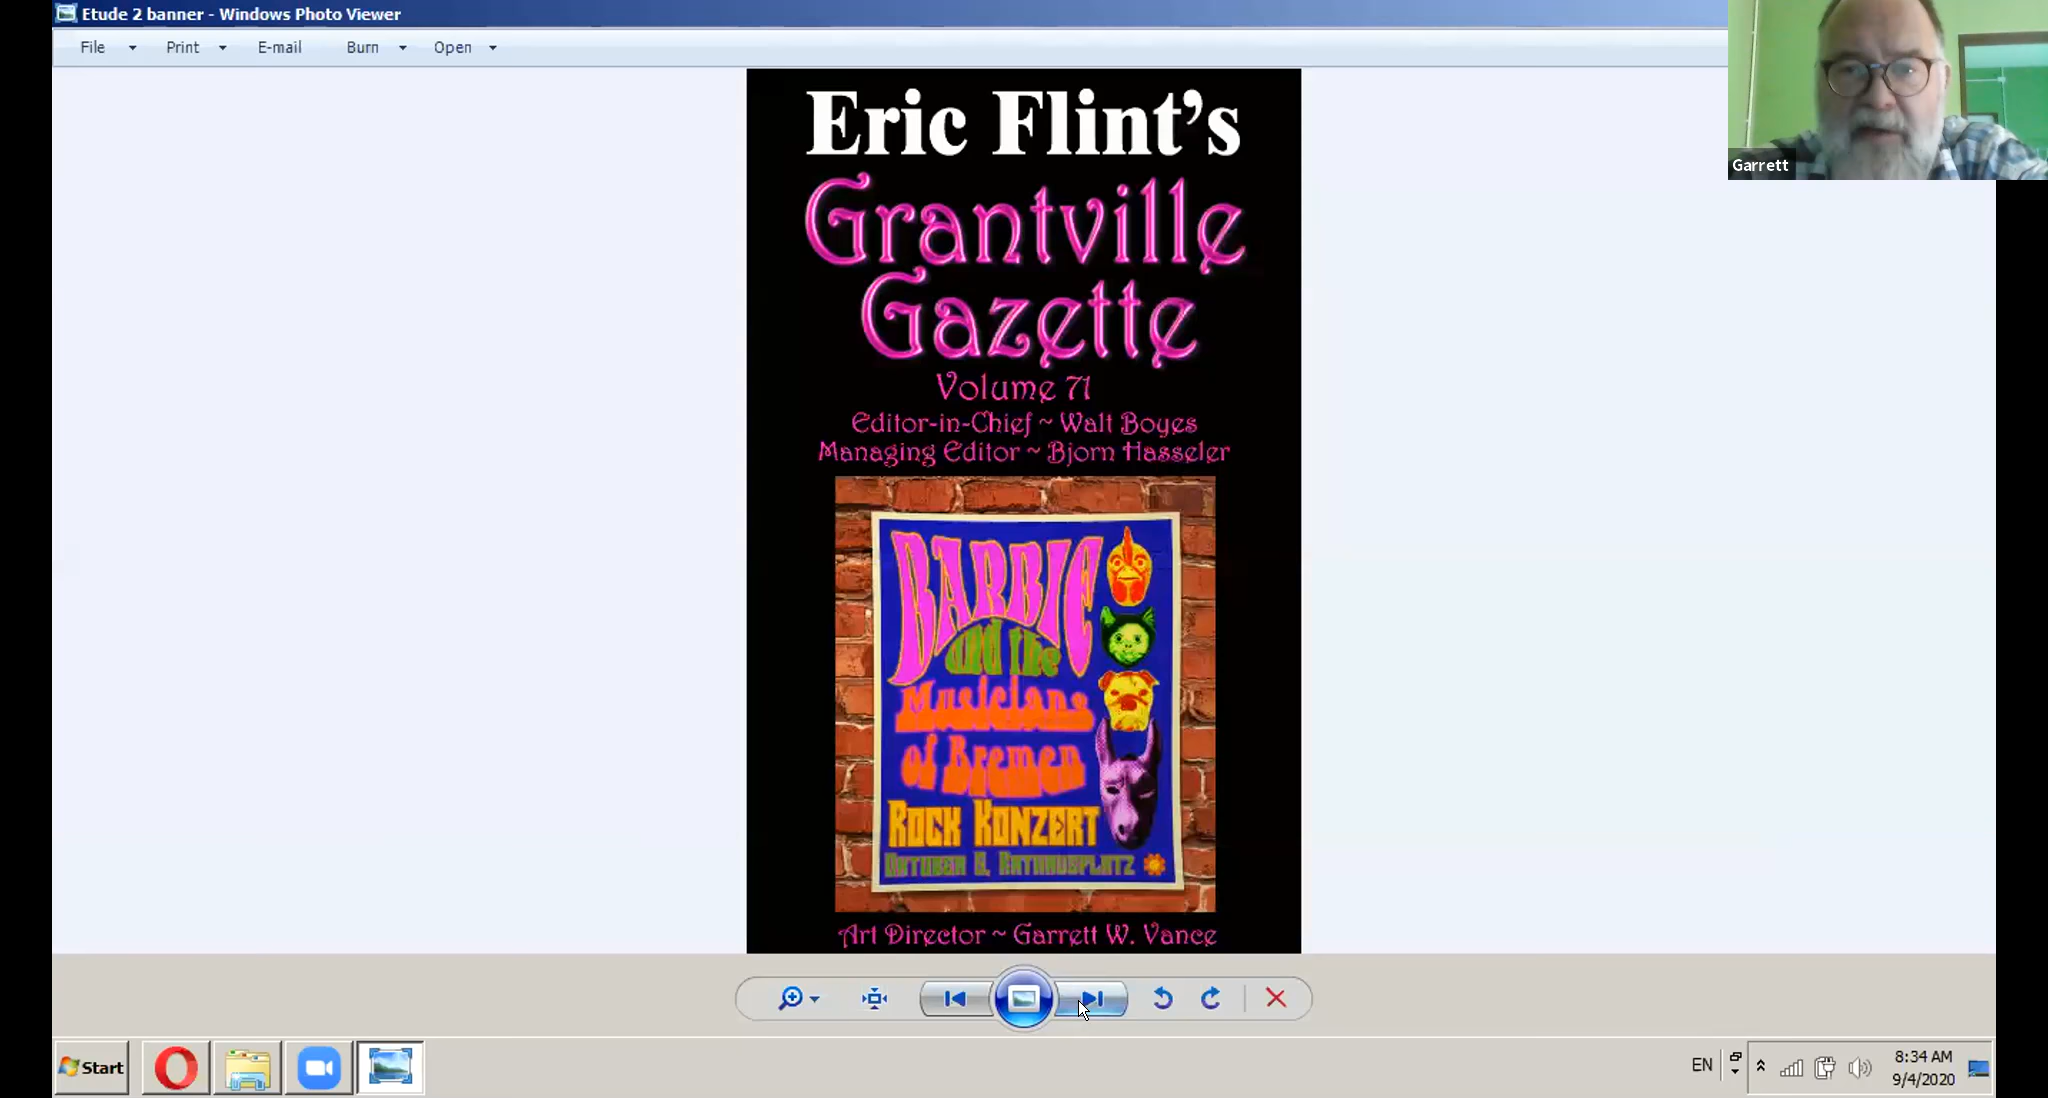 Etude 2 banner - Windows Photo Viewer
File Print E-mail Burn Open
Garrett
Eric Flint's
Grantville
Gazette
Volume 71
Editor-in-Chief ~ Walt Boyes
Managing Editor ~ Bjorn Hasseler
BARBIE
and the
Musicians
of Bremen
ROCK KONZERT
RATHAUSPLATZ
Art Director ~ Garrett W. Vance
Start
EN
8:34 AM
9/4/2020